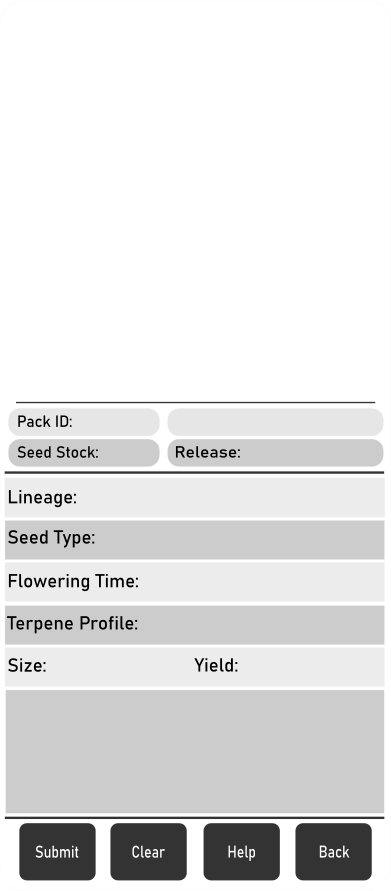 Pack ID:
Seed Stock: Release:
Lineage:
Seed Type:
Flowering Time:
Terpene Profile:
Size: Yield:
Submit Clear Help Back